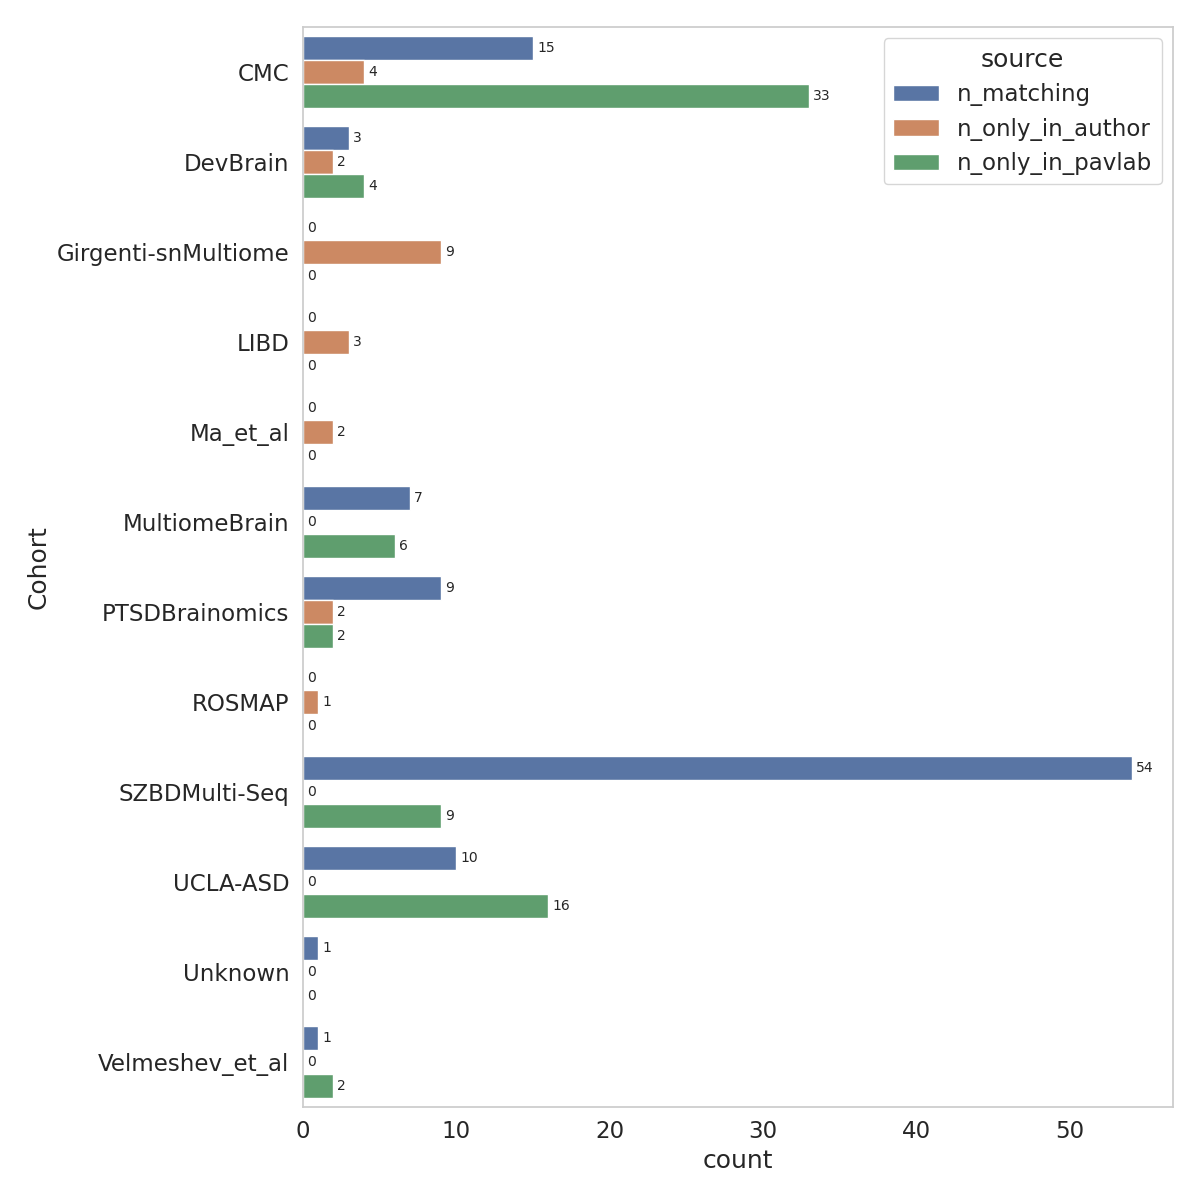 source
n_matching
n_only_in_author
n_only_in_pavlab
Cohort
CMC
15
4
33
DevBrain
3
2
4
Girgenti-snMultiome
0
9
0
LIBD
0
3
0
Ma_et_al
0
2
0
MultiomeBrain
7
0
6
PTSDBrainomics
9
2
2
ROSMAP
0
1
0
SZBDMulti-Seq
54
0
9
UCLA-ASD
10
0
16
Unknown
1
0
0
Velmeshev_et_al
1
0
2
0 10 20 30 40 50
count